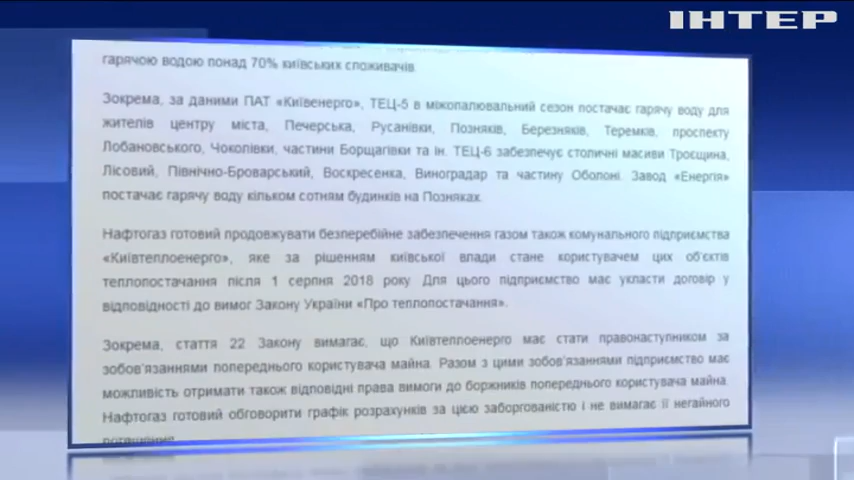 ІНТЕР
гарячою водою понад 70% київських споживачів.
Зокрема, за даними ПАТ «Київенерго», ТЕЦ-5 в міжопалювальний сезон постачає гарячу воду для
жителів центру міста, Печерська, Русанівки, Позняків, Березняків, Теремків, проспекту
Лобановського, Чоколівки, частини Борщагівки та ін. ТЕЦ-6 забезпечує столичні масиви Троєщина,
Лісовий, Північно-Броварський, Воскресенка, Виноградар та частину Оболоні. Завод «Енергія»
постачає гарячу воду кільком сотням будинків на Позняках.
Нафтогаз готовий продовжувати безперебійне забезпечення газом також комунального підприємства
«Київтеплоенерго», яке за рішенням київської влади стане користувачем цих об'єктів
теплопостачання після 1 серпня 2018 року. Для цього підприємство має укласти договір у
відповідності до вимог Закону України «Про теплопостачання».
Зокрема, стаття 22 Закону вимагає, що Київтеплоенерго має стати правонаступником за
зобов'язаннями попереднього користувача майна. Разом з цими зобов'язаннями підприємство має
можливість отримати також відповідні права вимоги до боржників попереднього користувача майна.
Нафтогаз готовий обговорити графік розрахунків за цією заборгованістю і не вимагає її негайного